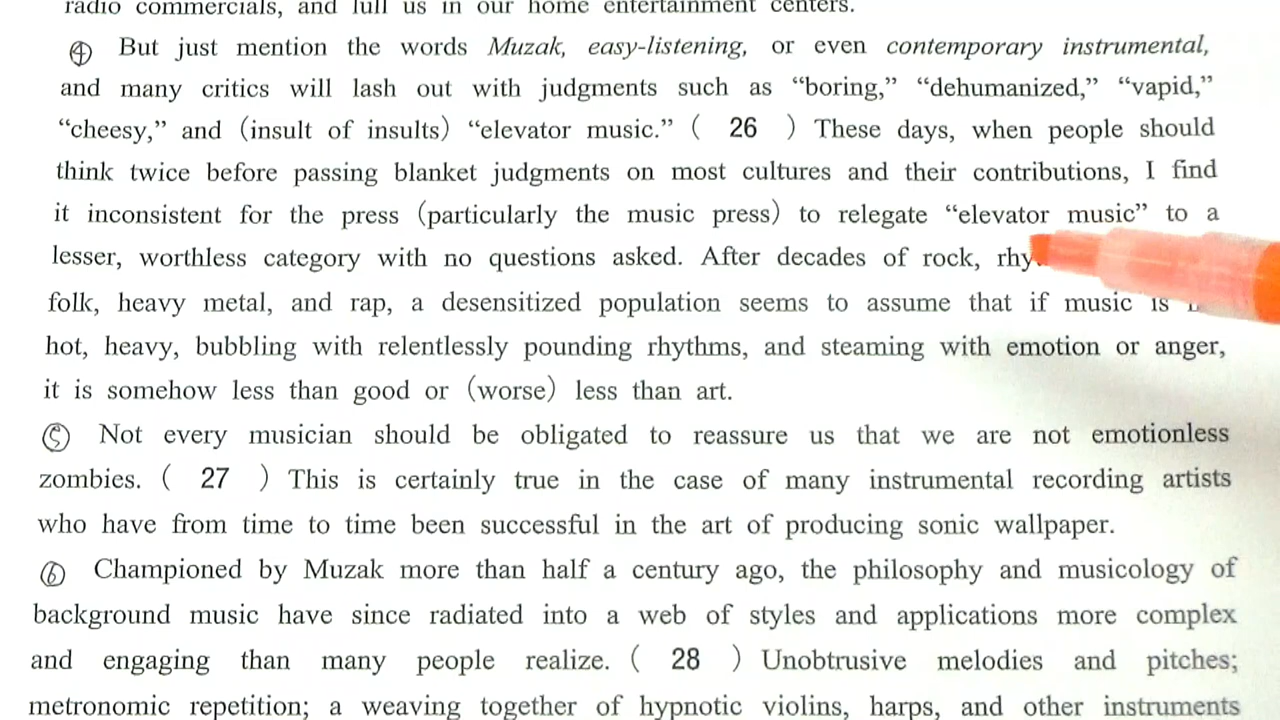 radio commercials, and lull us in our home entertainment centers.
④ But just mention the words Muzak, easy-listening, or even contemporary instrumental,
and many critics will lash out with judgments such as “boring,” “dehumanized,” “vapid,”
“cheesy,” and (insult of insults) “elevator music.” ( 26 ) These days, when people should
think twice before passing blanket judgments on most cultures and their contributions, I find
it inconsistent for the press (particularly the music press) to relegate “elevator music” to a
lesser, worthless category with no questions asked. After decades of rock, rhy
folk, heavy metal, and rap, a desensitized population seems to assume that if music is
hot, heavy, bubbling with relentlessly pounding rhythms, and steaming with emotion or anger,
it is somehow less than good or (worse) less than art.
⑤ Not every musician should be obligated to reassure us that we are not emotionless
zombies. ( 27 ) This is certainly true in the case of many instrumental recording artists
who have from time to time been successful in the art of producing sonic wallpaper.
⑥ Championed by Muzak more than half a century ago, the philosophy and musicology of
background music have since radiated into a web of styles and applications more complex
and engaging than many people realize. ( 28 ) Unobtrusive melodies and pitches;
metronomic repetition; a weaving together of hypnotic violins, harps, and other instruments